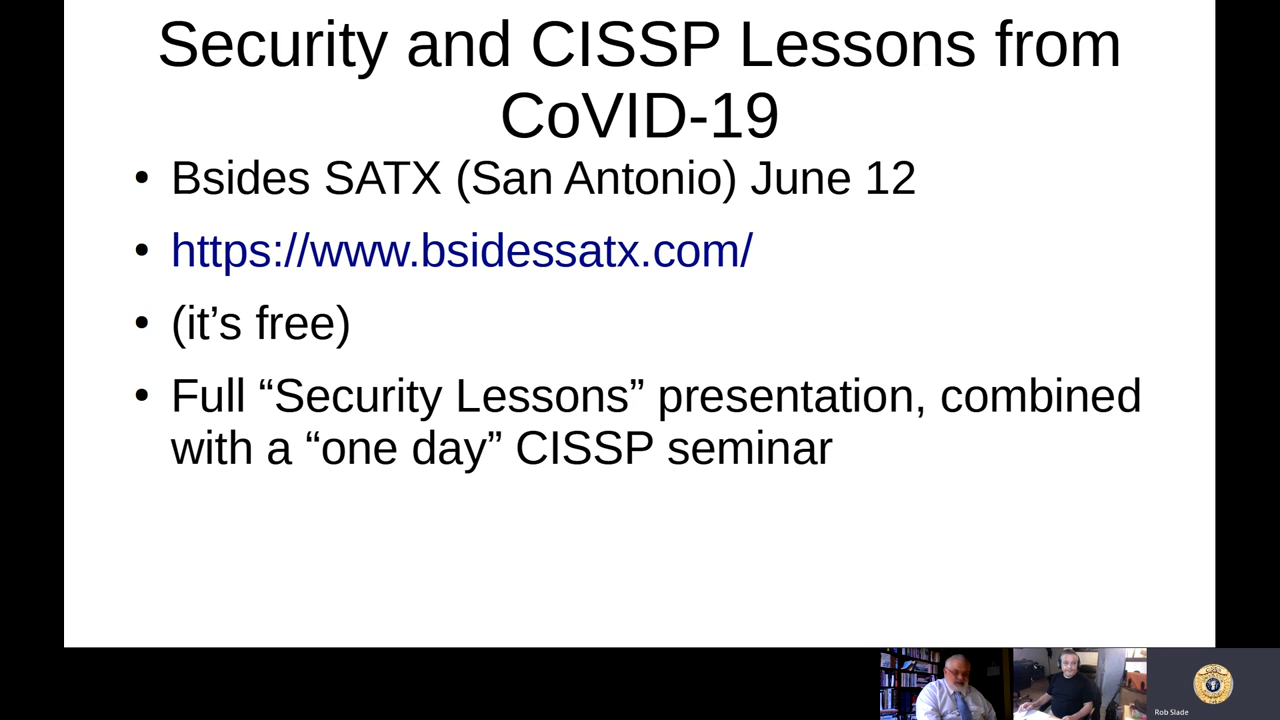 Security and CISSP Lessons from
CoVID-19
• Bsides SATX (San Antonio) June 12
• https://www.bsidessatx.com/
• (it’s free)
• Full “Security Lessons” presentation, combined
with a “one day” CISSP seminar
Rob Slade